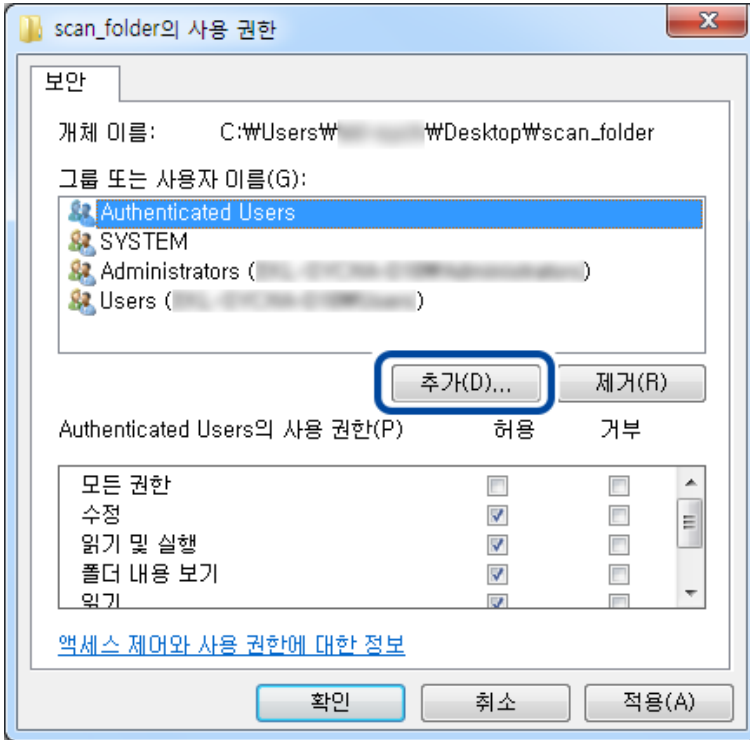 scan_folder의 사용 권한
보안
개체 이름: C:₩Users₩ ₩Desktop₩scan_folder
그룹 또는 사용자 이름(G):
Authenticated Users
SYSTEM
Administrators ( )
Users ( )
추가(D)... 제거(R)
Authenticated Users의 사용 권한(P) 허용 거부
모든 권한
수정
읽기 및 실행
폴더 내용 보기
읽기
액세스 제어와 사용 권한에 대한 정보
확인 취소 적용(A)